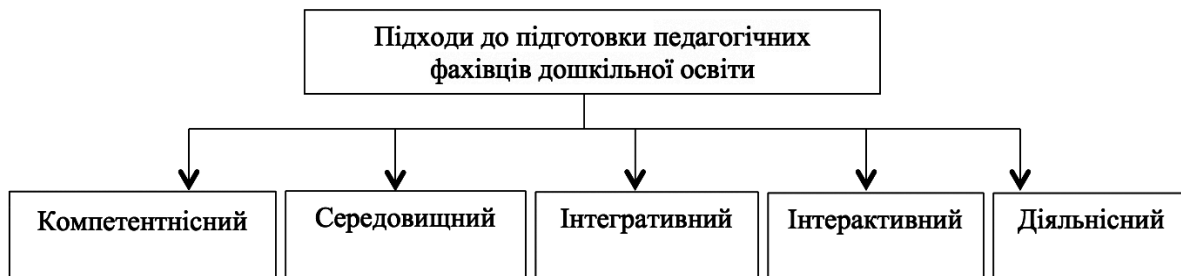 Підходи до підготовки педагогічних
фахівців дошкільної освіти
Компетентнісний
Середовищний
Інтегративний
Інтерактивний
Діяльнісний